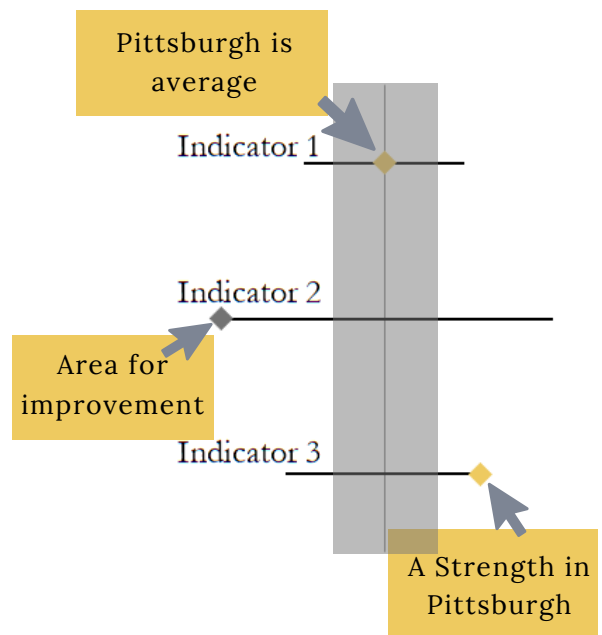 Pittsburgh is
average
Indicator 1
Indicator 2
Area for
improvement
Indicator 3
A Strength in
Pittsburgh